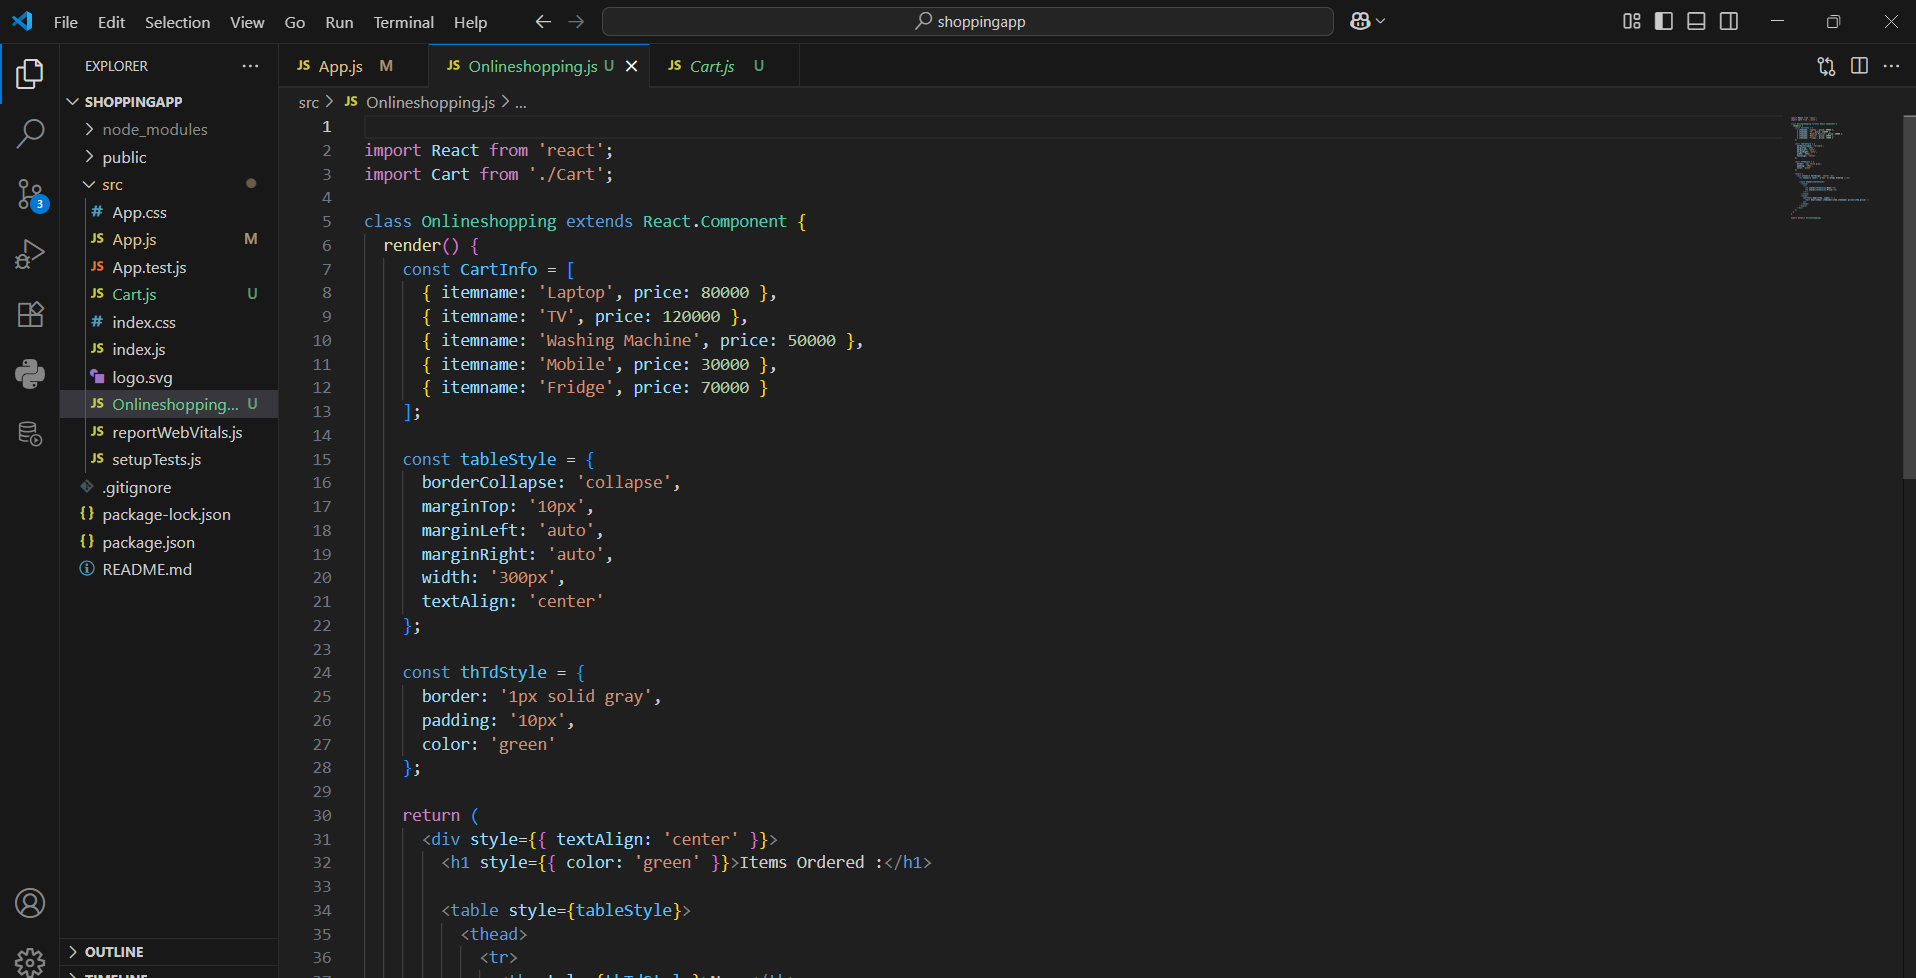 File Edit Selection View Go Run Terminal Help shoppingapp
EXPLORER
SHOPPINGAPP
node_modules
public
src
# App.css
JS App.js M
JS App.test.js
JS Cart.js U
# index.css
JS index.js
logo.svg
JS Onlineshopping... U
JS reportWebVitals.js
JS setupTests.js
.gitignore
{} package-lock.json
{} package.json
README.md
OUTLINE
TIMELINE
3
JS App.js M JS Onlineshopping.js U JS Cart.js U
src > JS Onlineshopping.js > ...
1
2 import React from 'react';
3 import Cart from './Cart';
4
5 class Onlineshopping extends React.Component {
6 render() {
7 const CartInfo = [
8 { itemname: 'Laptop', price: 80000 },
9 { itemname: 'TV', price: 120000 },
10 { itemname: 'Washing Machine', price: 50000 },
11 { itemname: 'Mobile', price: 30000 },
12 { itemname: 'Fridge', price: 70000 }
13 ];
14
15 const tableStyle = {
16 borderCollapse: 'collapse',
17 marginTop: '10px',
18 marginLeft: 'auto',
19 marginRight: 'auto',
20 width: '300px',
21 textAlign: 'center'
22 };
23
24 const thTdStyle = {
25 border: '1px solid gray',
26 padding: '10px',
27 color: 'green'
28 };
29
30 return (
31 <div style={{ textAlign: 'center' }}>
32 <h1 style={{ color: 'green' }}>Items Ordered :</h1>
33
34 <table style={tableStyle}>
35 <thead>
36 <tr>